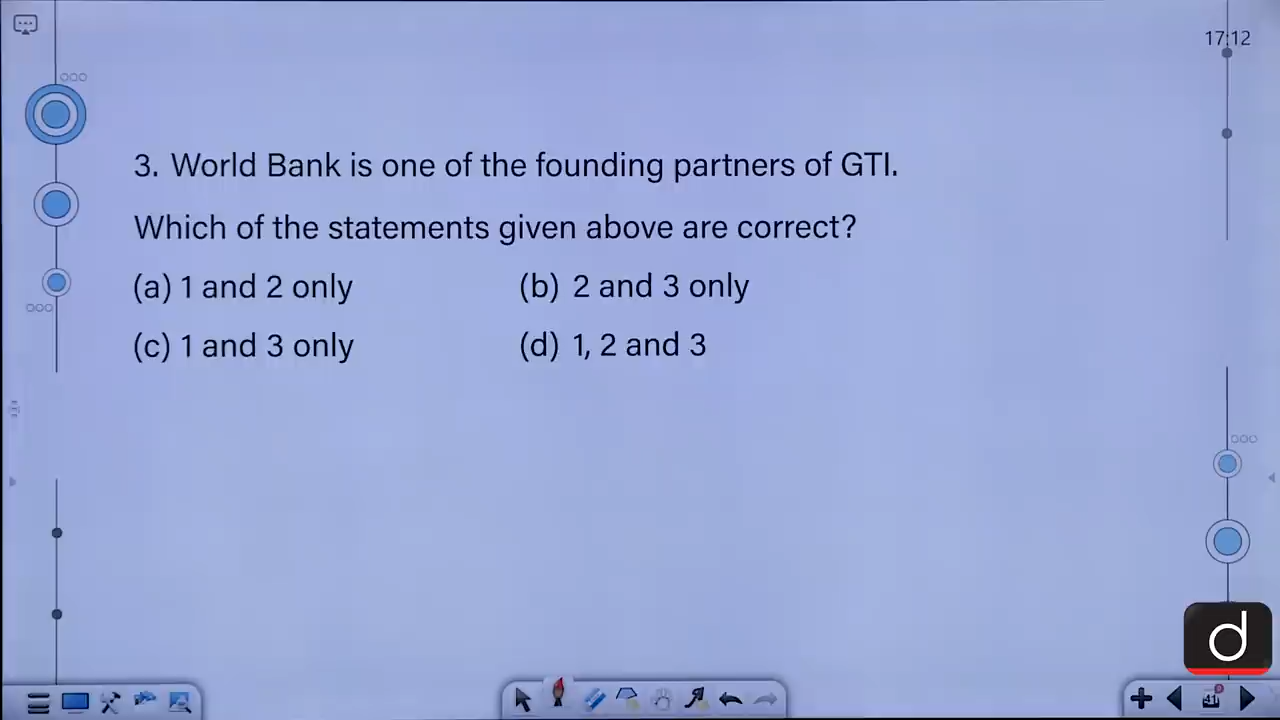 17:12
3. World Bank is one of the founding partners of GTI.
Which of the statements given above are correct?
(a) 1 and 2 only (b) 2 and 3 only
(c) 1 and 3 only (d) 1, 2 and 3
d
41